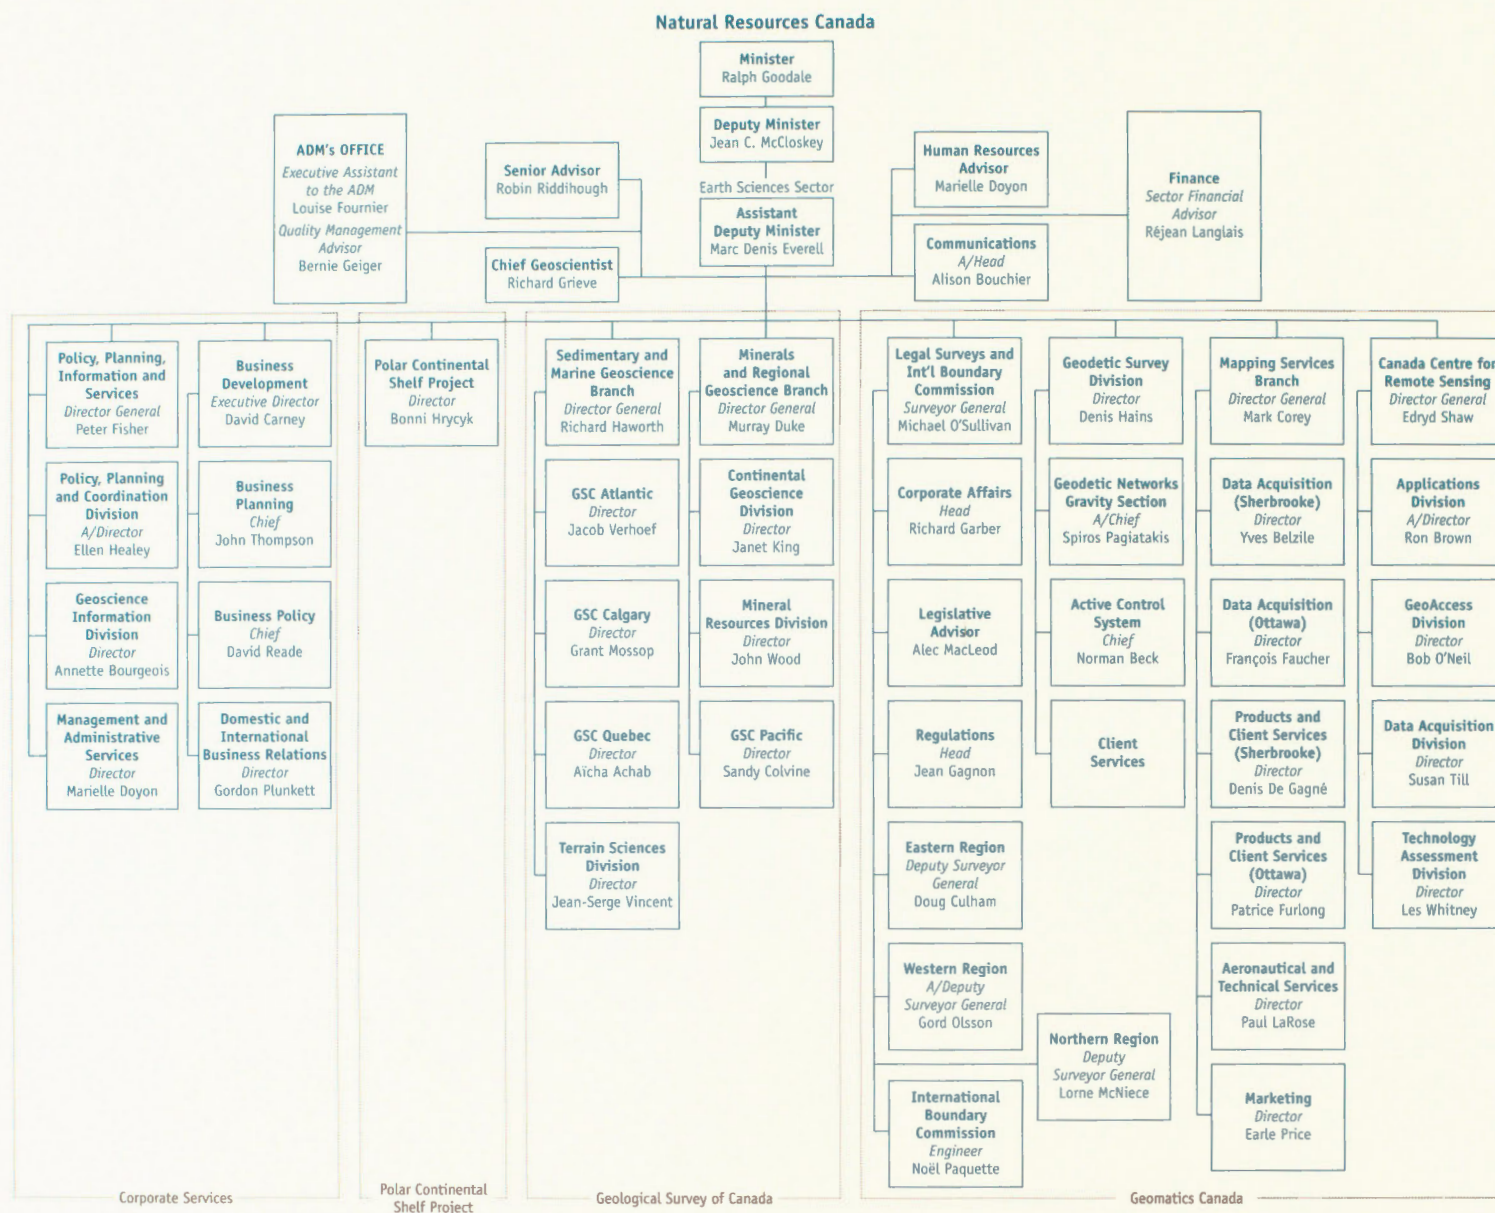 Natural Resources Canada
Minister
Ralph Goodale
Deputy Minister
Jean C. McCloskey
Earth Sciences Sector
Assistant
Deputy Minister
Marc Denis Everell
ADM's OFFICE
Executive Assistant
to the ADM
Louise Fournier
Quality Management
Advisor
Bernie Geiger
Senior Advisor
Robin Riddihough
Chief Geoscientist
Richard Grieve
Human Resources
Advisor
Marielle Doyon
Communications
A/Head
Alison Bouchier
Finance
Sector Financial
Advisor
Réjean Langlais
Policy, Planning,
Information and
Services
Director General
Peter Fisher
Policy, Planning
and Coordination
Division
A/Director
Ellen Healey
Geoscience
Information
Division
Director
Annette Bourgeois
Management and
Administrative
Services
Director
Marielle Doyon
Business
Development
Executive Director
David Carney
Business
Planning
Chief
John Thompson
Business Policy
Chief
David Reade
Domestic and
International
Business Relations
Director
Gordon Plunkett
Corporate Services
Polar Continental
Shelf Project
Director
Bonni Hrycyk
Polar Continental
Shelf Project
Sedimentary and
Marine Geoscience
Branch
Director General
Richard Haworth
GSC Atlantic
Director
Jacob Verhoef
GSC Calgary
Director
Grant Mossop
GSC Quebec
Director
Aïcha Achab
Terrain Sciences
Division
Director
Jean-Serge Vincent
Minerals
and Regional
Geoscience Branch
Director General
Murray Duke
Continental
Geoscience
Division
Director
Janet King
Mineral
Resources Division
Director
John Wood
GSC Pacific
Director
Sandy Colvine
Geological Survey of Canada
Legal Surveys and
Int'l Boundary
Commission
Surveyor General
Michael O'Sullivan
Corporate Affairs
Head
Richard Garber
Legislative
Advisor
Alec MacLeod
Regulations
Head
Jean Gagnon
Eastern Region
Deputy Surveyor
General
Doug Culham
Western Region
A/Deputy
Surveyor General
Gord Olsson
Northern Region
Deputy
Surveyor General
Lorne McNiece
International
Boundary
Commission
Engineer
Noël Paquette
Geodetic Survey
Division
Director
Denis Hains
Geodetic Networks
Gravity Section
A/Chief
Spiros Pagiatakis
Active Control
System
Chief
Norman Beck
Client
Services
Mapping Services
Branch
Director General
Mark Corey
Data Acquisition
(Sherbrooke)
Director
Yves Belzile
Data Acquisition
(Ottawa)
Director
François Faucher
Products and
Client Services
(Sherbrooke)
Director
Denis De Gagné
Products and
Client Services
(Ottawa)
Director
Patrice Furlong
Aeronautical and
Technical Services
Director
Paul LaRose
Marketing
Director
Earle Price
Canada Centre for
Remote Sensing
Director General
Edryd Shaw
Applications
Division
A/Director
Ron Brown
GeoAccess
Division
Director
Bob O'Neil
Data Acquisition
Division
Director
Susan Till
Technology
Assessment
Division
Director
Les Whitney
Geomatics Canada